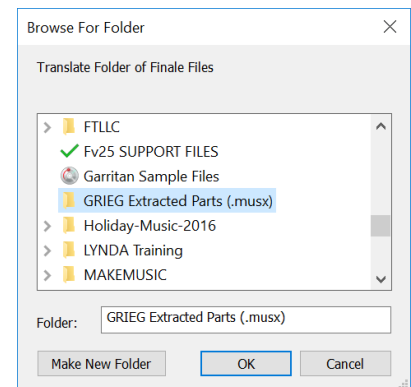 Browse For Folder
Translate Folder of Finale Files
FTLLC
Fv25 SUPPORT FILES
Garritan Sample Files
GRIEG Extracted Parts (.musx)
Holiday-Music-2016
LYNDA Training
MAKEMUSIC
Folder: GRIEG Extracted Parts (.musx)
Make New Folder OK Cancel